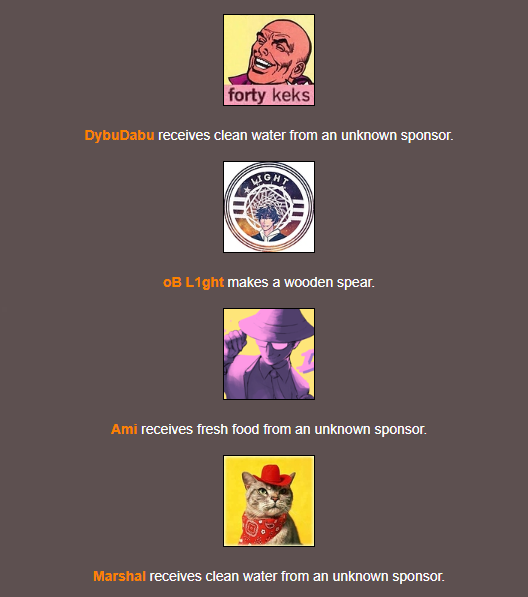 forty keks
DybuDabu receives clean water from an unknown sponsor.
LIGHT
oB L1ght makes a wooden spear.
Ami receives fresh food from an unknown sponsor.
Marshal receives clean water from an unknown sponsor.